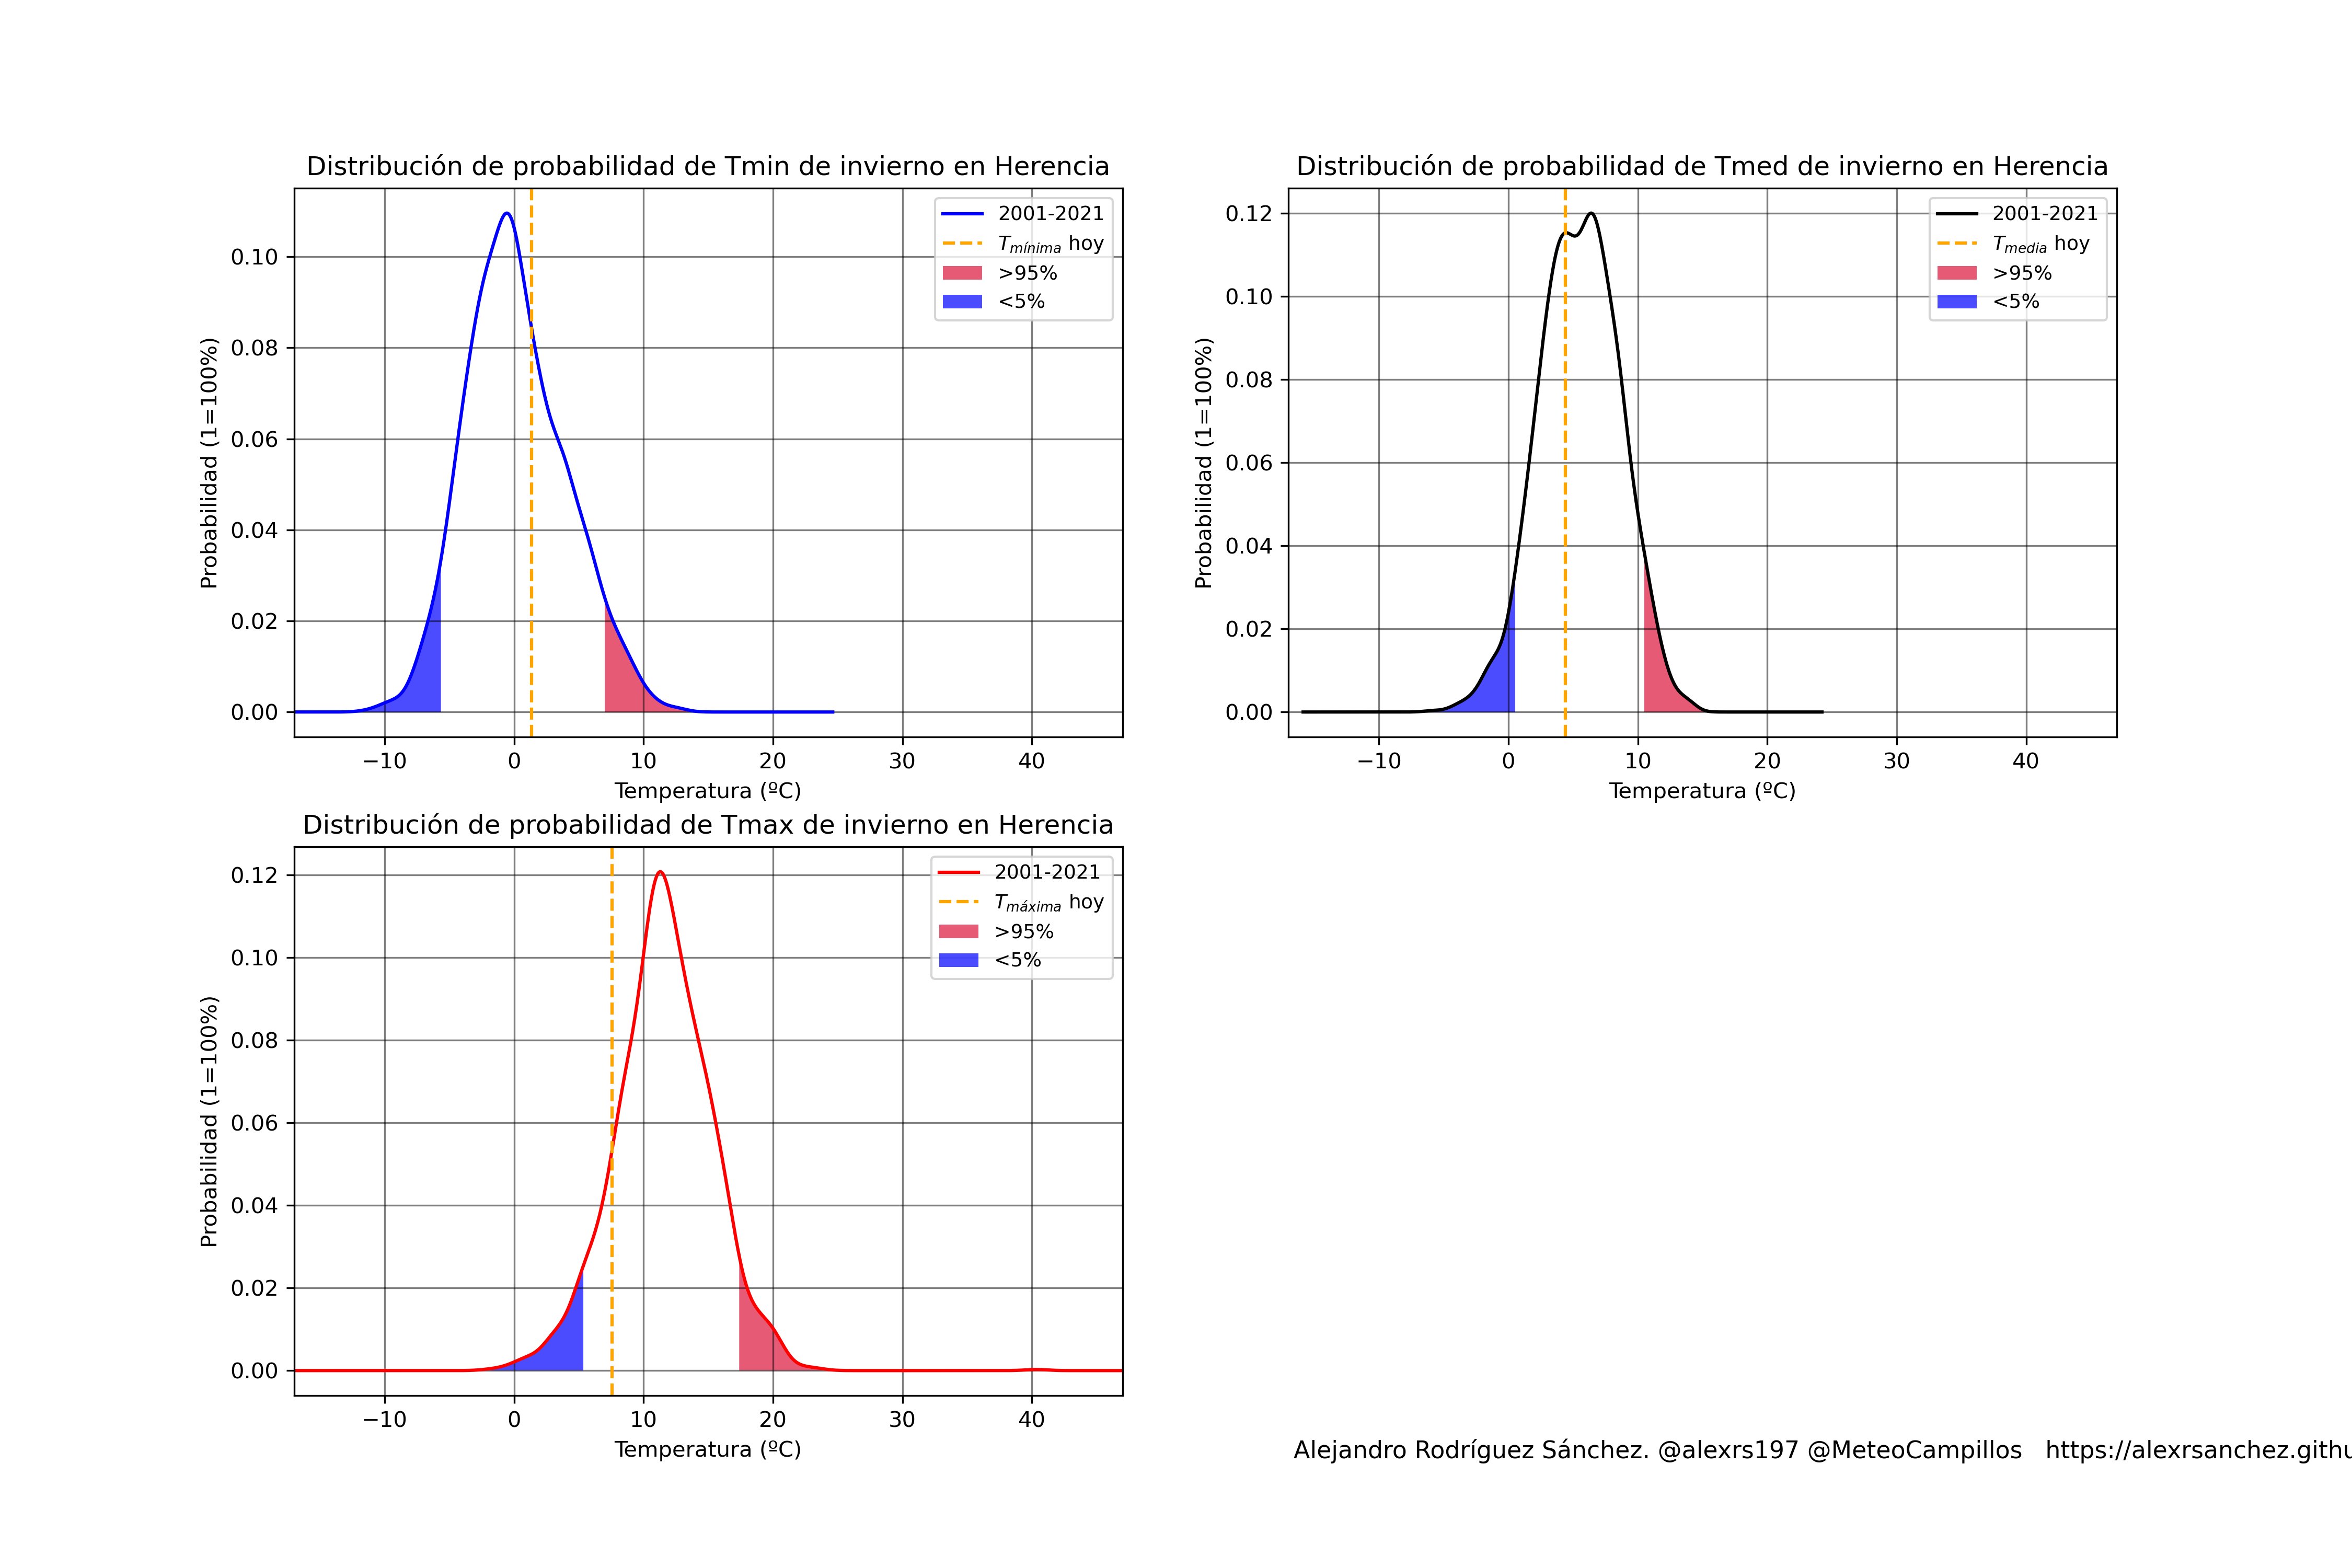 Distribución de probabilidad de Tmin de invierno en Herencia
Probabilidad (1=100%)
0.10
0.08
0.06
0.04
0.02
0.00
2001-2021
Tmínima hoy
>95%
<5%
−10 0 10 20 30 40
Temperatura (ºC)
Distribución de probabilidad de Tmed de invierno en Herencia
Probabilidad (1=100%)
0.12
0.10
0.08
0.06
0.04
0.02
0.00
2001-2021
Tmedia hoy
>95%
<5%
−10 0 10 20 30 40
Temperatura (ºC)
Distribución de probabilidad de Tmax de invierno en Herencia
Probabilidad (1=100%)
0.12
0.10
0.08
0.06
0.04
0.02
0.00
2001-2021
Tmáxima hoy
>95%
<5%
−10 0 10 20 30 40
Temperatura (ºC)
Alejandro Rodríguez Sánchez. @alexrs197 @MeteoCampillos https://alexrsanchez.githu